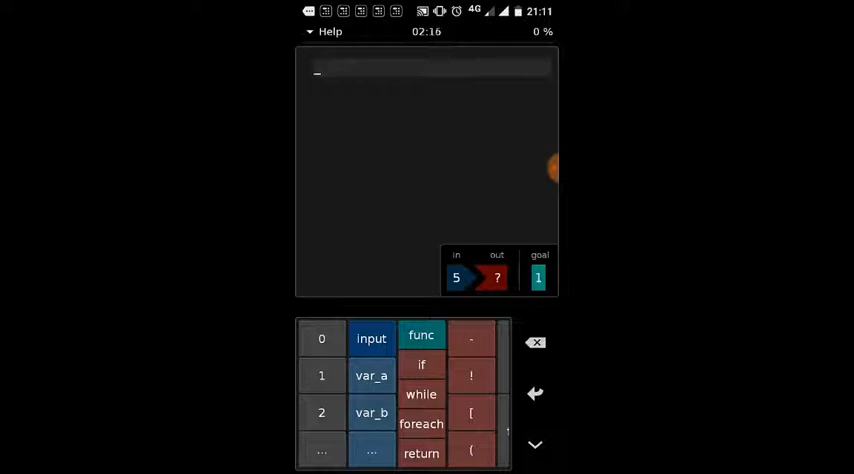 4G 21:11
Help 02:16 0 %
_
in out goal
5 ? 1
0 input func -
if
1 var_a !
while
2 var_b [
foreach
... ... return (